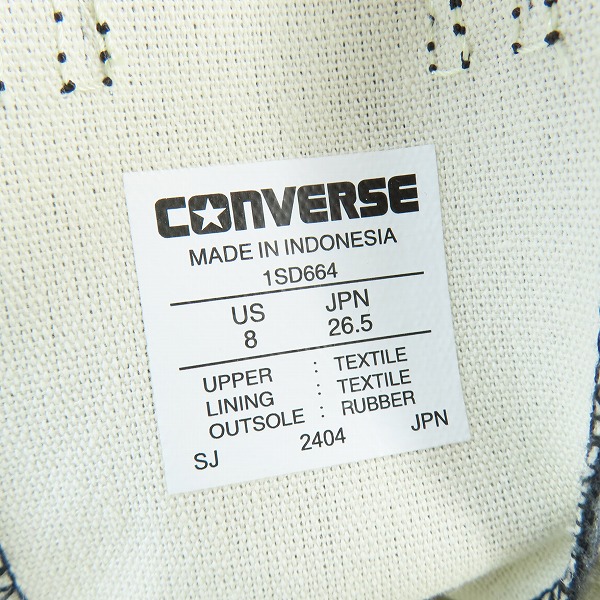 CONVERSE
MADE IN INDONESIA
1SD664
US JPN
8 26.5
UPPER : TEXTILE
LINING : TEXTILE
OUTSOLE : RUBBER
SJ 2404 JPN